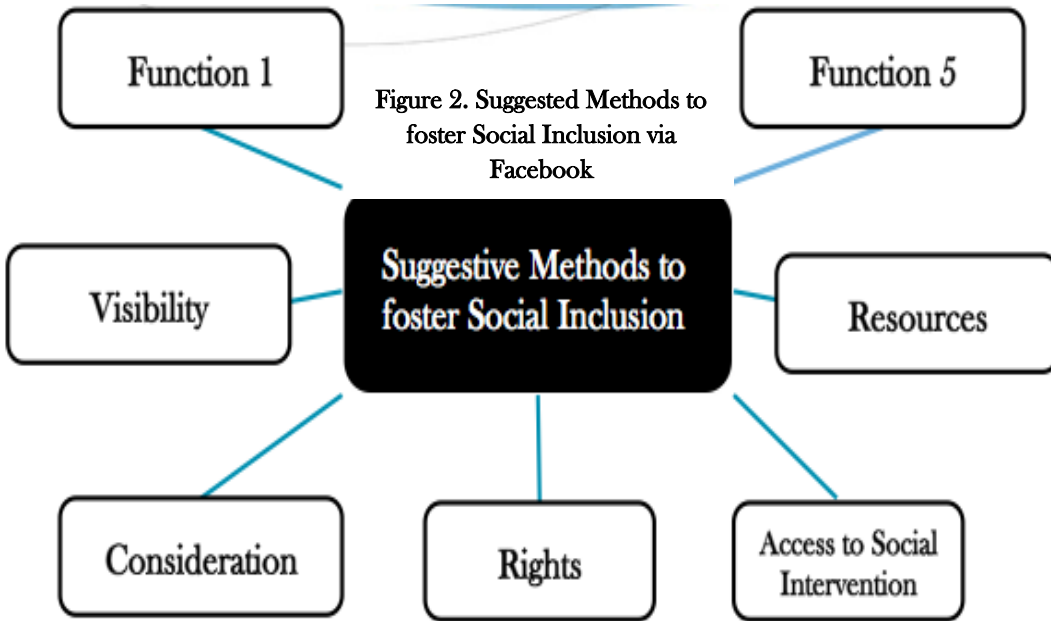 Function 1
Function 5
Figure 2. Suggested Methods to
foster Social Inclusion via
Facebook
Suggestive Methods to
foster Social Inclusion
Visibility
Resources
Consideration
Rights
Access to Social
Intervention